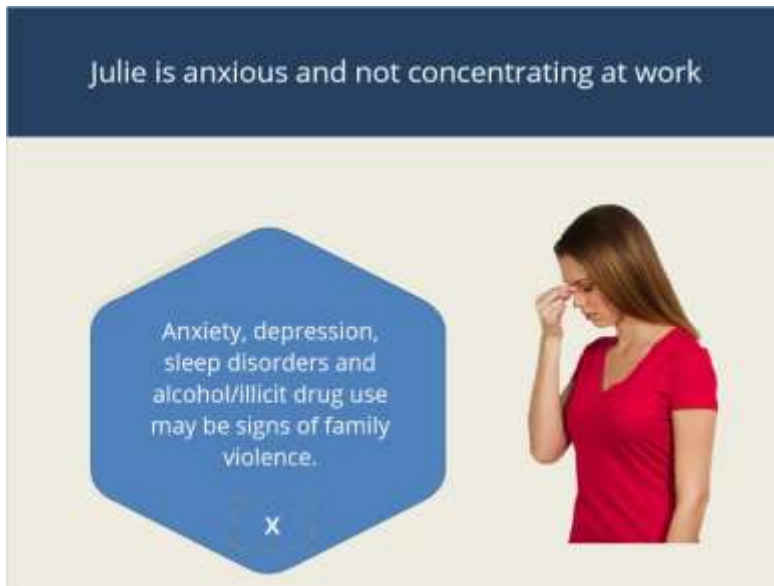 Julie is anxious and not concentrating at work
Anxiety, depression,
sleep disorders and
alcohol/illicit drug use
may be signs of family
violence.
X